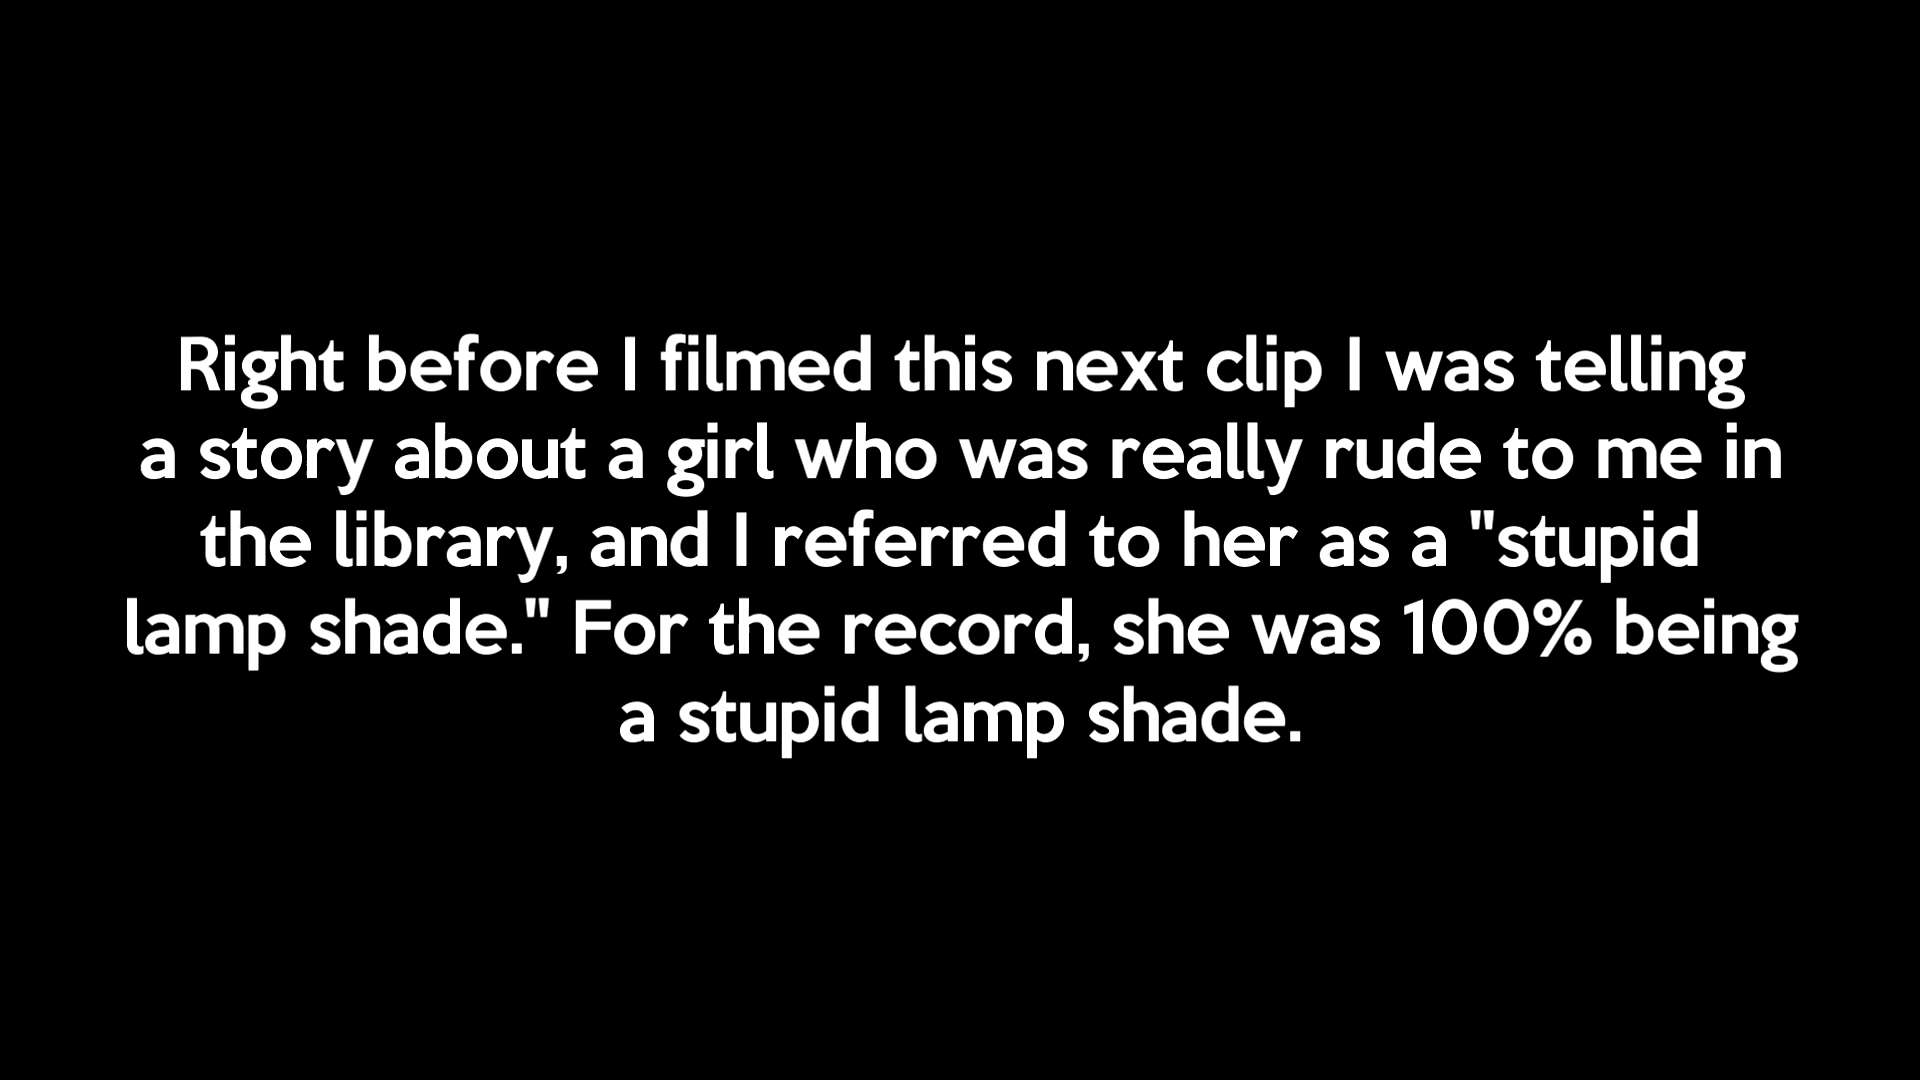 Right before I filmed this next clip I was telling
a story about a girl who was really rude to me in
the library, and I referred to her as a "stupid
lamp shade." For the record, she was 100% being
a stupid lamp shade.